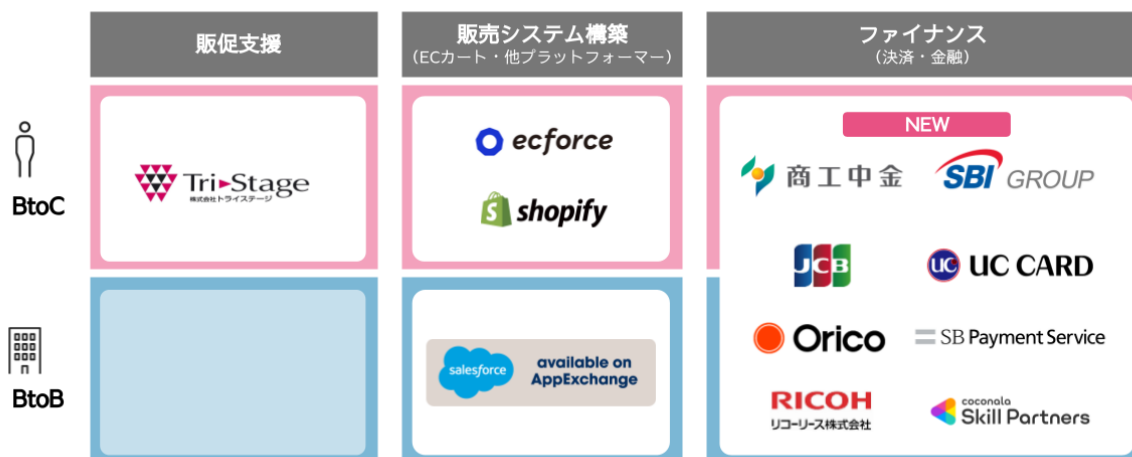 販促支援
販売システム構築
（ECカート・他プラットフォーマー）
ファイナンス
（決済・金融）
BtoC
Tri-Stage
株式会社トライステージ
ecforce
shopify
NEW
商工中金
SBI GROUP
JCB
UC UC CARD
Orico
SB Payment Service
RICOH
リコーリース株式会社
coconala
Skill Partners
BtoB
salesforce
available on
AppExchange